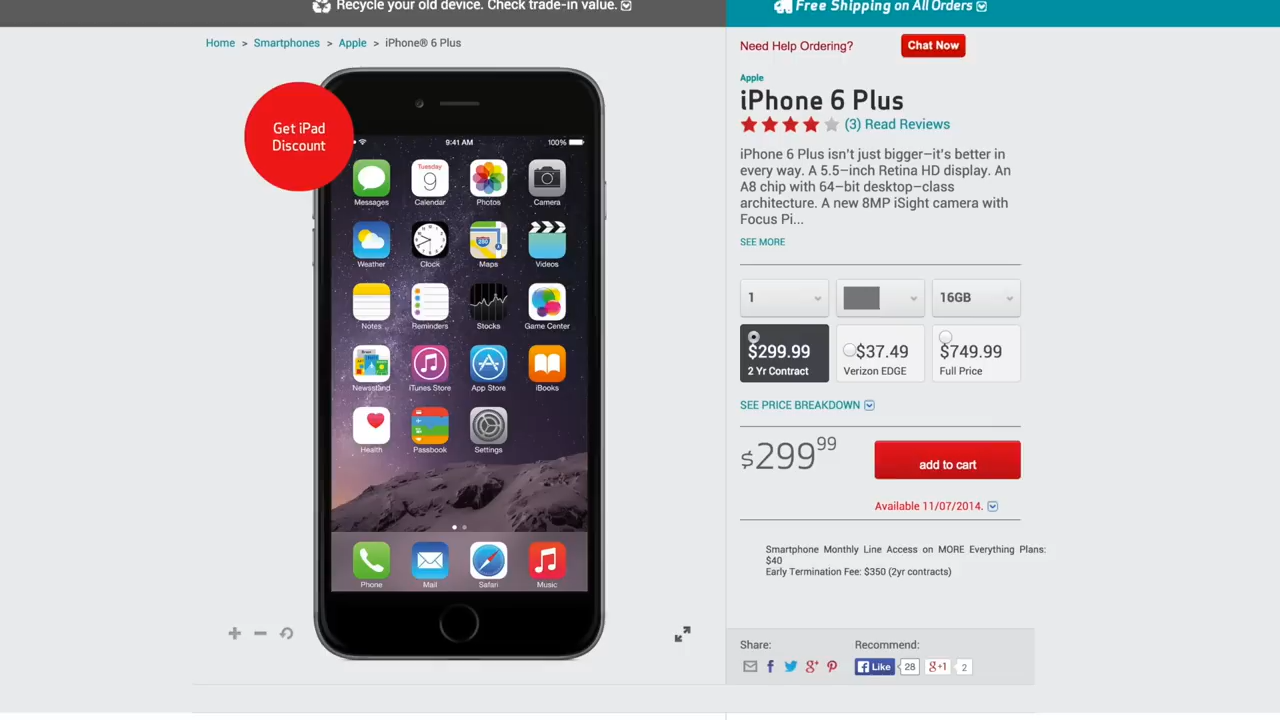 Recycle your old device. Check trade-in value.
Free Shipping on All Orders
Home > Smartphones > Apple > iPhone® 6 Plus
Need Help Ordering?
Chat Now
Apple
iPhone 6 Plus
(3) Read Reviews
iPhone 6 Plus isn't just bigger–it's better in
every way. A 5.5–inch Retina HD display. An
A8 chip with 64–bit desktop–class
architecture. A new 8MP iSight camera with
Focus Pi...
SEE MORE
1
16GB
$299.99
2 Yr Contract
$37.49
Verizon EDGE
$749.99
Full Price
SEE PRICE BREAKDOWN
$299 99
add to cart
Available 11/07/2014.
Smartphone Monthly Line Access on MORE Everything Plans:
$40
Early Termination Fee: $350 (2yr contracts)
Share:
Recommend:
f
g+
Like
28
g+1
2
Get iPad
Discount
9:41 AM
100%
Tuesday
9
Messages
Calendar
Photos
Camera
280
Weather
Clock
Maps
Videos
Notes
Reminders
Stocks
Game Center
Newsstand
iTunes Store
App Store
iBooks
Health
Passbook
Settings
Phone
Mail
Safari
Music